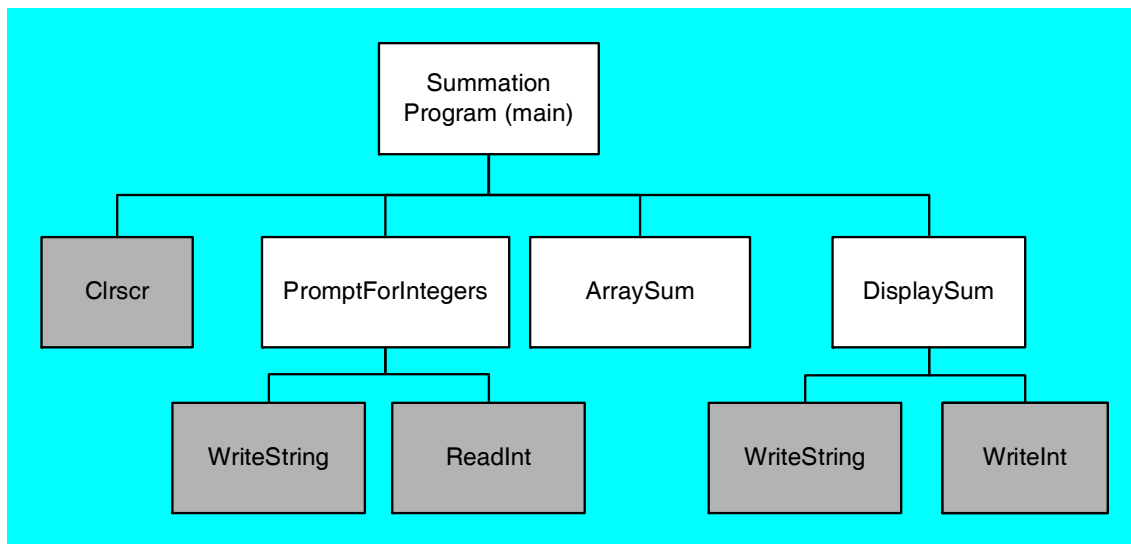 Summation
Program (main)
Clrscr
PromptForIntegers
ArraySum
DisplaySum
WriteString
ReadInt
WriteString
WriteInt